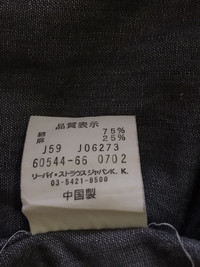 品質表示
綿 75%
麻 25%
J59 J06273
60544-66 0702
リーバイ・ストラウス ジャパンK.K.
03-5421-8500
中国製